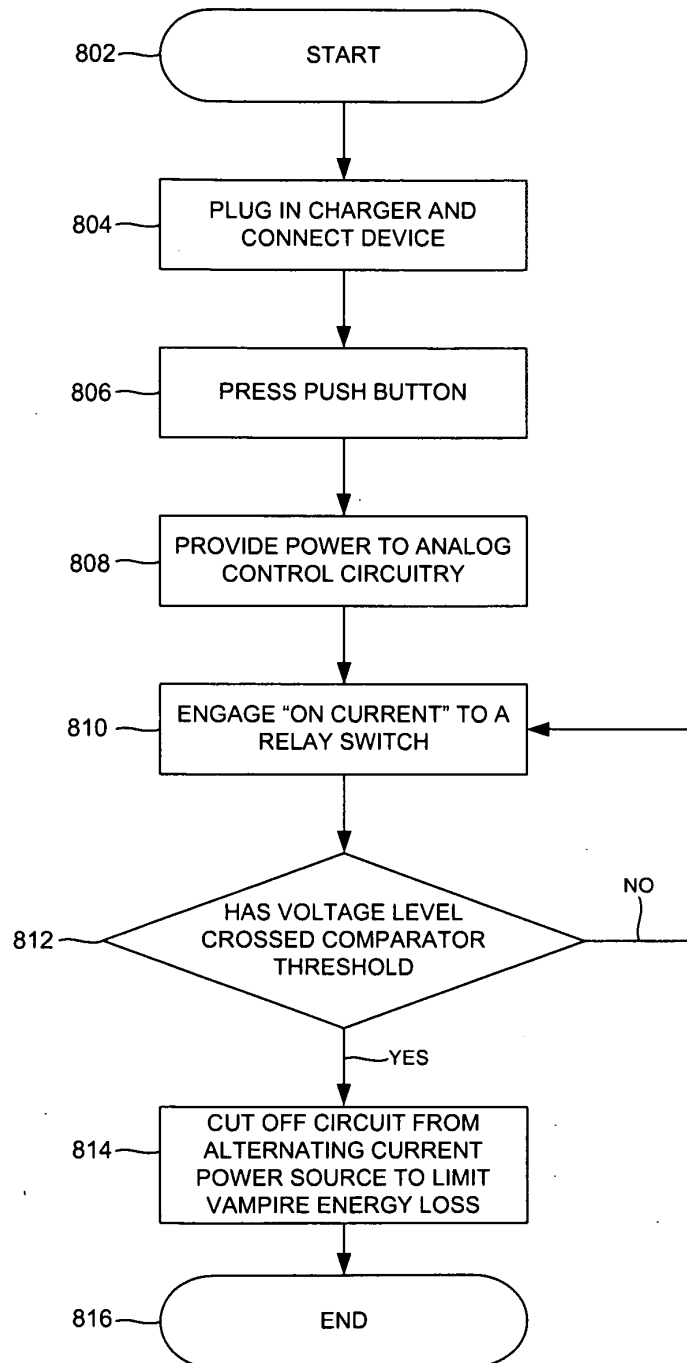 802
START
804
PLUG IN CHARGER AND
CONNECT DEVICE
806
PRESS PUSH BUTTON
808
PROVIDE POWER TO ANALOG
CONTROL CIRCUITRY
810
ENGAGE “ON CURRENT” TO A
RELAY SWITCH
812
HAS VOLTAGE LEVEL
CROSSED COMPARATOR
THRESHOLD
NO
YES
814
CUT OFF CIRCUIT FROM
ALTERNATING CURRENT
POWER SOURCE TO LIMIT
VAMPIRE ENERGY LOSS
816
END